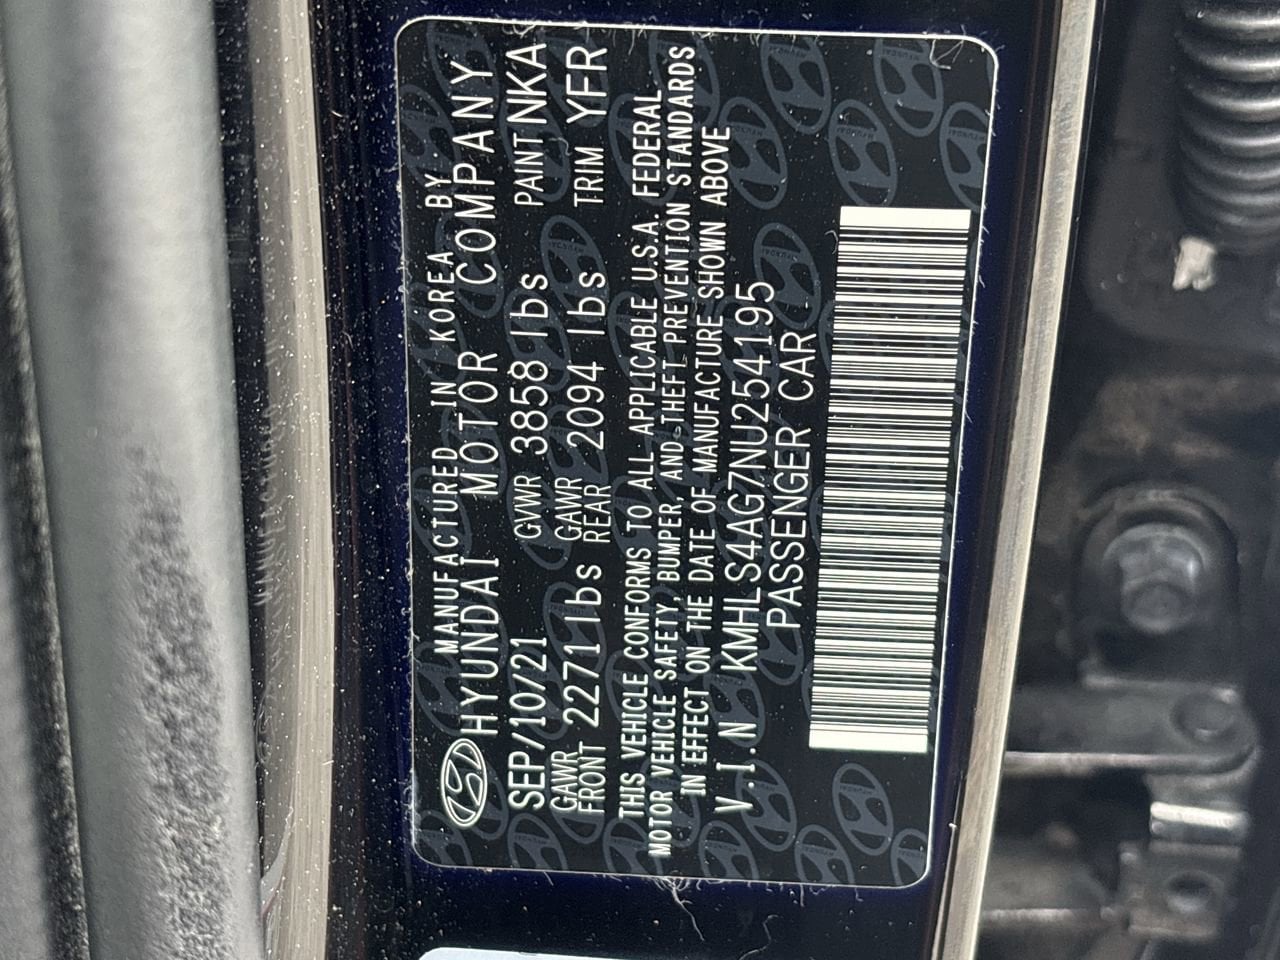 MANUFACTURED IN KOREA BY
HYUNDAI MOTOR COMPANY
SEP/10/21 GVWR 3858 lbs PAINT NKA
GAWR FRONT 2271 lbs GAWR REAR 2094 lbs TRIM YFR
THIS VEHICLE CONFORMS TO ALL APPLICABLE U.S.A. FEDERAL
MOTOR VEHICLE SAFETY, BUMPER, AND THEFT PREVENTION STANDARDS
IN EFFECT ON THE DATE OF MANUFACTURE SHOWN ABOVE
V.I.N KMHLS4AG7NU254195
PASSENGER CAR